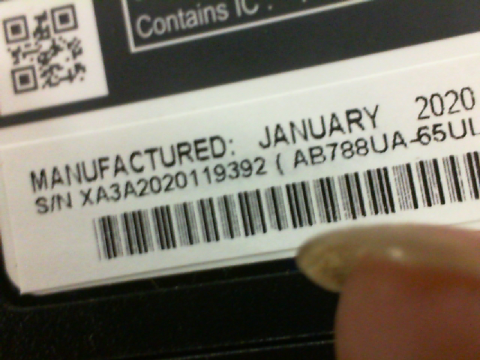 Contains IC :
MANUFACTURED: JANUARY 2020
S/N XA3A2020119392 ( AB788UA-65UL